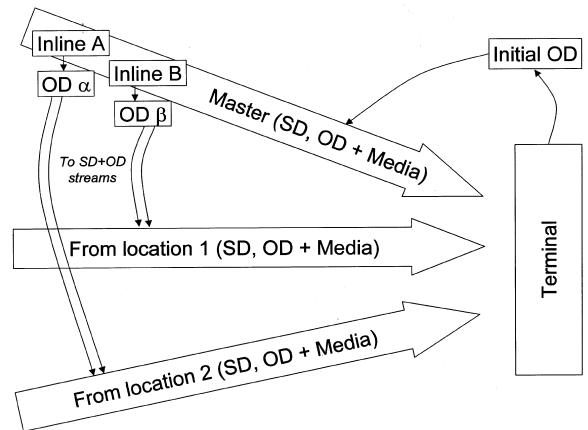 Inline A
Initial OD
OD α
Inline B
OD β
Master (SD, OD + Media)
To SD+OD
streams
From location 1 (SD, OD + Media)
Terminal
From location 2 (SD, OD + Media)